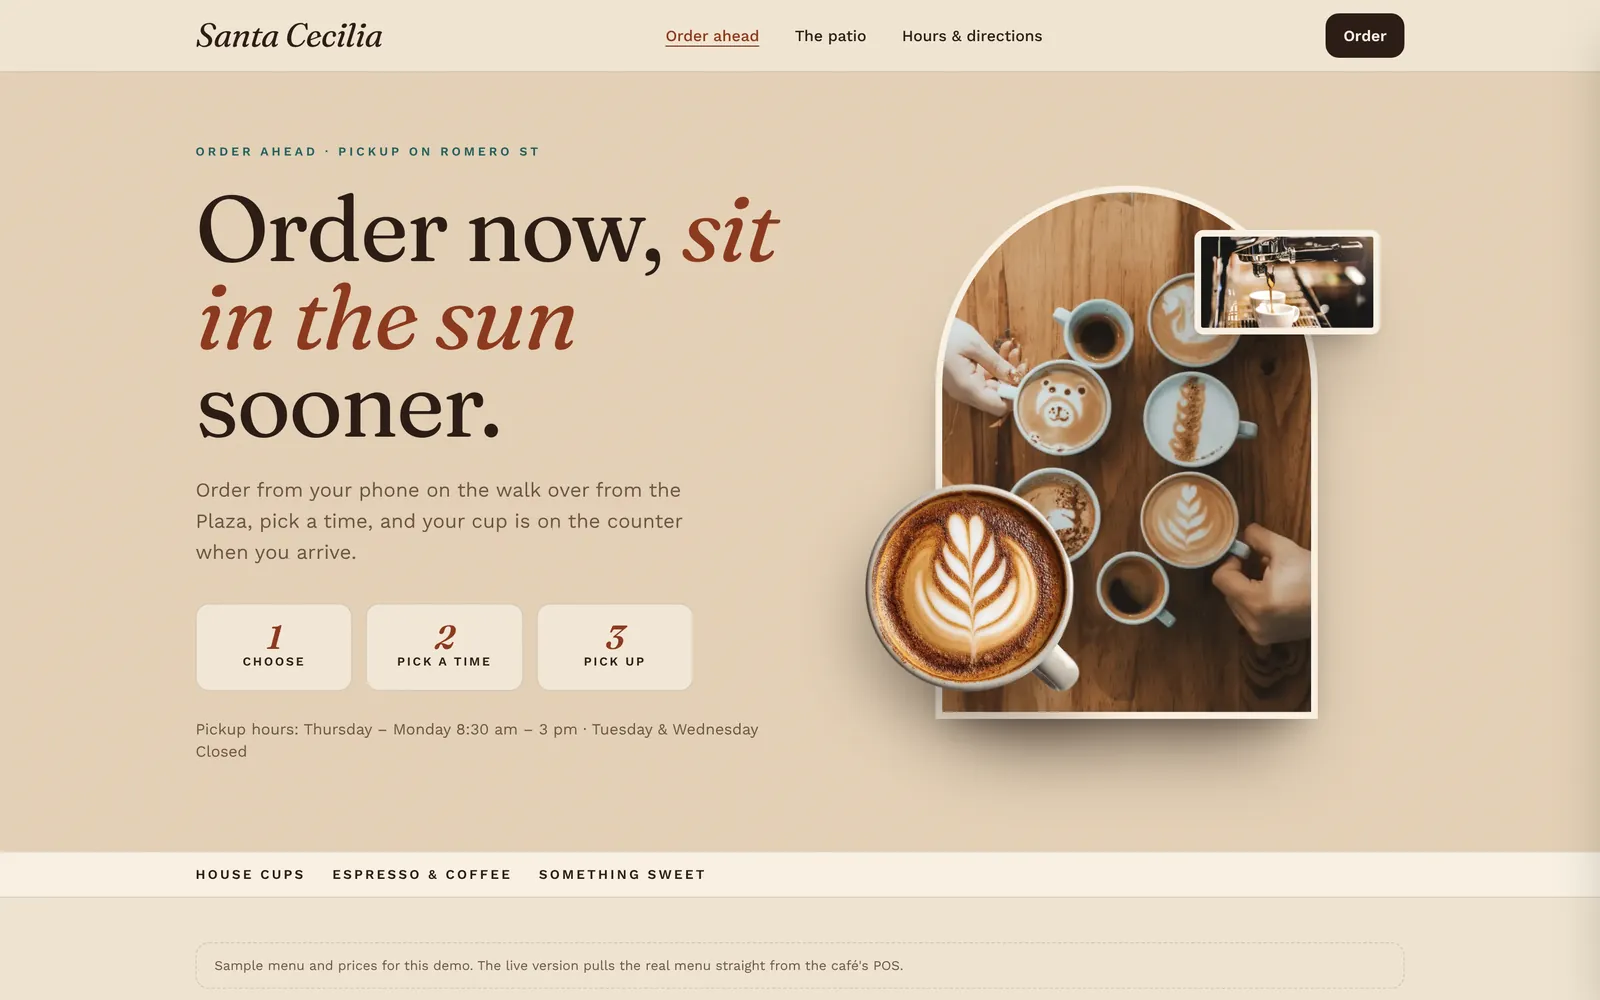 Santa Cecilia
Order ahead
The patio
Hours & directions
Order
ORDER AHEAD · PICKUP ON ROMERO ST
Order now, sit
in the sun
sooner.
Order from your phone on the walk over from the
Plaza, pick a time, and your cup is on the counter
when you arrive.
1
CHOOSE
2
PICK A TIME
3
PICK UP
Pickup hours: Thursday – Monday 8:30 am – 3 pm · Tuesday & Wednesday
Closed
HOUSE CUPS
ESPRESSO & COFFEE
SOMETHING SWEET
Sample menu and prices for this demo. The live version pulls the real menu straight from the café's POS.